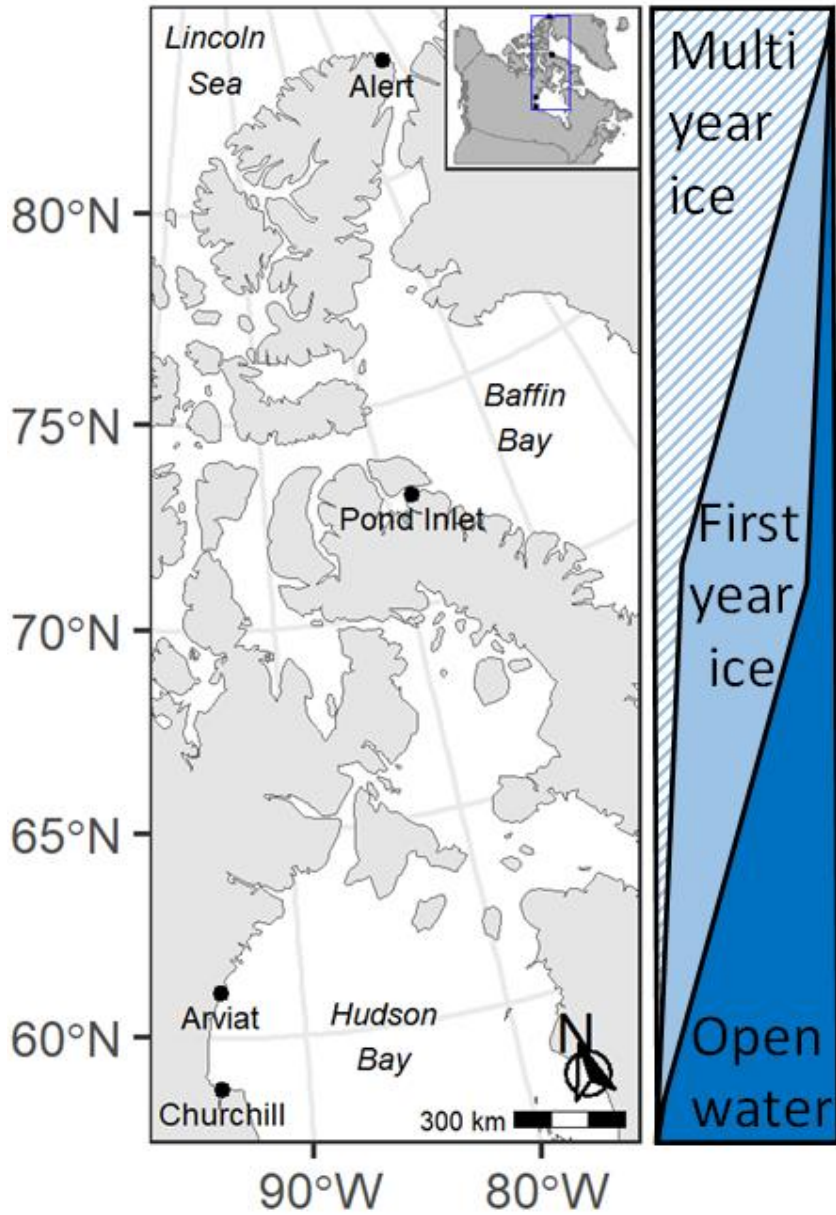 Lincoln
Sea
Alert
80°N
75°N
70°N
65°N
60°N
Baffin
Bay
Pond Inlet
Arviat
Hudson
Bay
Churchill
N
300 km
90°W
80°W
Multi
year
ice
First
year
ice
Open
water